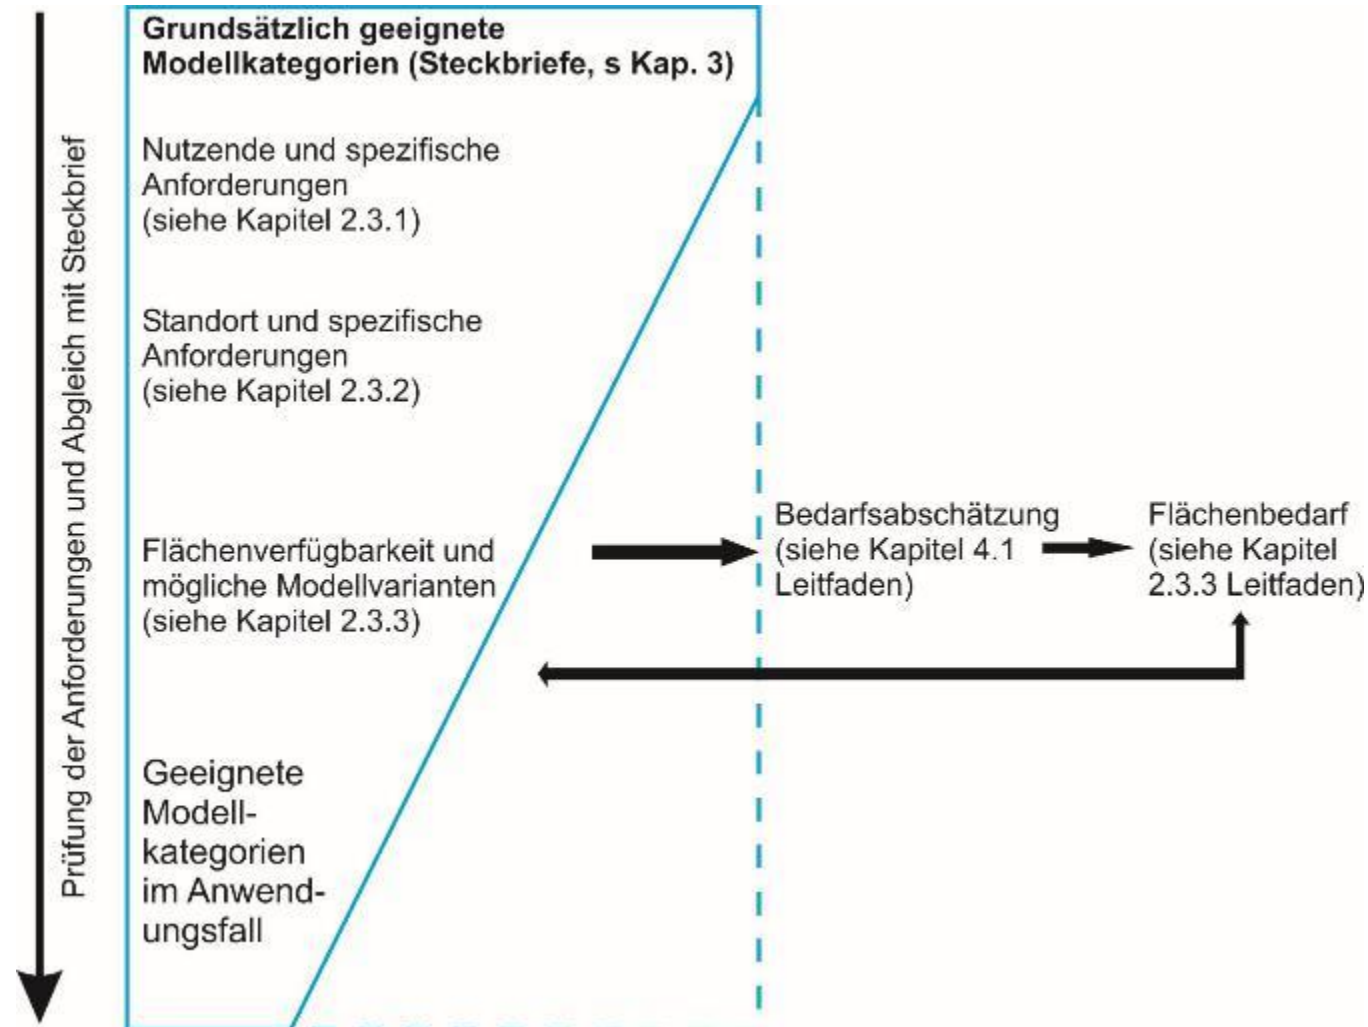 Grundsätzlich geeignete
Modellkategorien (Steckbriefe, s Kap. 3)
Prüfung der Anforderungen und Abgleich mit Steckbrief
Nutzende und spezifische
Anforderungen
(siehe Kapitel 2.3.1)
Standort und spezifische
Anforderungen
(siehe Kapitel 2.3.2)
Flächenverfügbarkeit und
mögliche Modellvarianten
(siehe Kapitel 2.3.3)
Bedarfsabschätzung
(siehe Kapitel 4.1
Leitfaden)
Flächenbedarf
(siehe Kapitel
2.3.3 Leitfaden)
Geeignete
Modell-
kategorien
im Anwend-
ungsfall